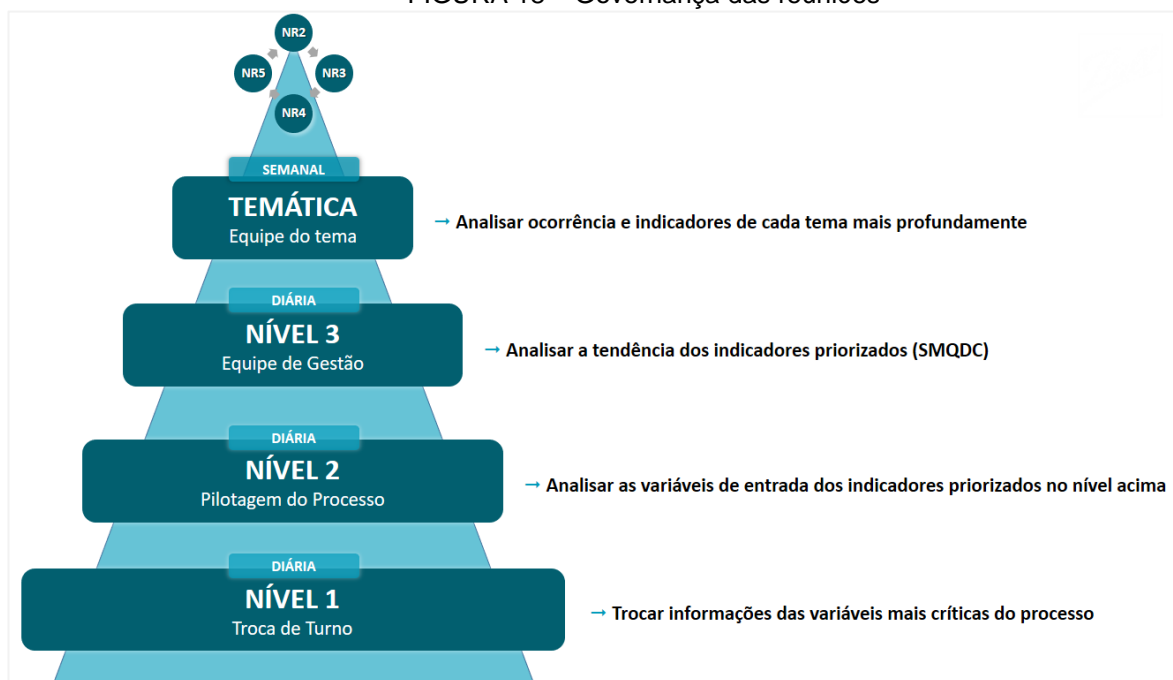 NR2
NR5
NR3
NR4
SEMANAL
TEMÁTICA
Equipe do tema
→ Analisar ocorrência e indicadores de cada tema mais profundamente
DIÁRIA
NÍVEL 3
Equipe de Gestão
→ Analisar a tendência dos indicadores priorizados (SMQDC)
DIÁRIA
NÍVEL 2
Pilotagem do Processo
→ Analisar as variáveis de entrada dos indicadores priorizados no nível acima
DIÁRIA
NÍVEL 1
Troca de Turno
→ Trocar informações das variáveis mais críticas do processo